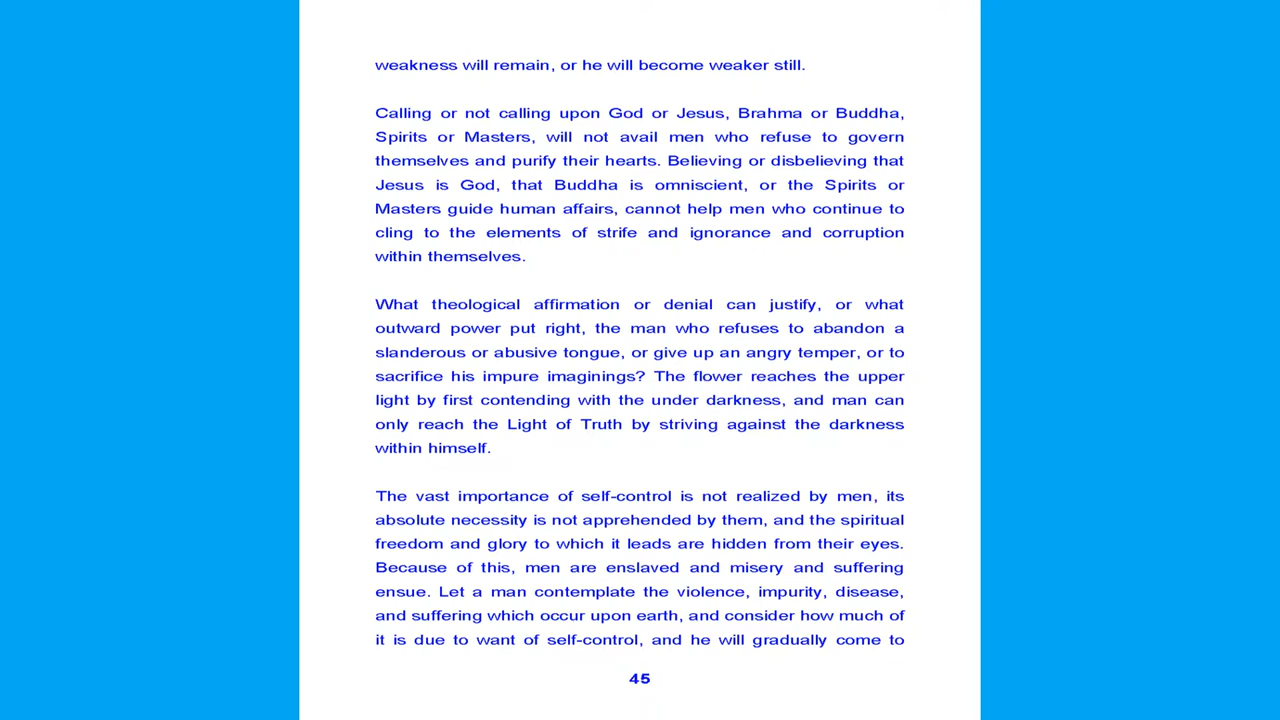 weakness will remain, or he will become weaker still.
Calling or not calling upon God or Jesus, Brahma or Buddha,
Spirits or Masters, will not avail men who refuse to govern
themselves and purify their hearts. Believing or disbelieving that
Jesus is God, that Buddha is omniscient, or the Spirits or
Masters guide human affairs, cannot help men who continue to
cling to the elements of strife and ignorance and corruption
within themselves.
What theological affirmation or denial can justify, or what
outward power put right, the man who refuses to abandon a
slanderous or abusive tongue, or give up an angry temper, or to
sacrifice his impure imaginings? The flower reaches the upper
light by first contending with the under darkness, and man can
only reach the Light of Truth by striving against the darkness
within himself.
The vast importance of self-control is not realized by men, its
absolute necessity is not apprehended by them, and the spiritual
freedom and glory to which it leads are hidden from their eyes.
Because of this, men are enslaved and misery and suffering
ensue. Let a man contemplate the violence, impurity, disease,
and suffering which occur upon earth, and consider how much of
it is due to want of self-control, and he will gradually come to
45